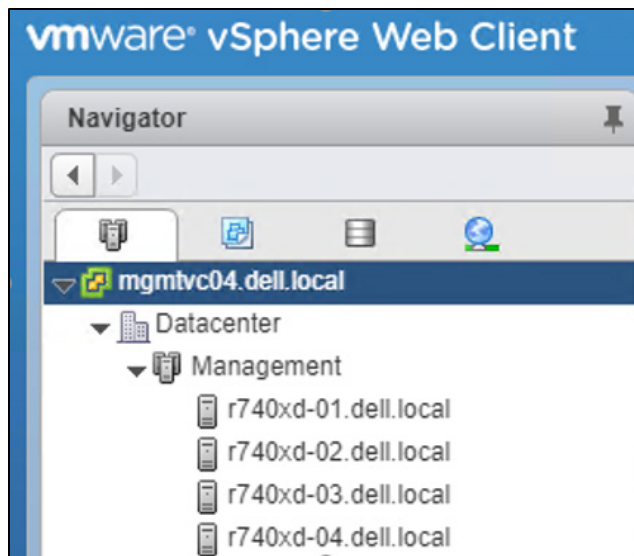 vmware® vSphere Web Client
Navigator
mgmtvc04.dell.local
Datacenter
Management
r740xd-01.dell.local
r740xd-02.dell.local
r740xd-03.dell.local
r740xd-04.dell.local